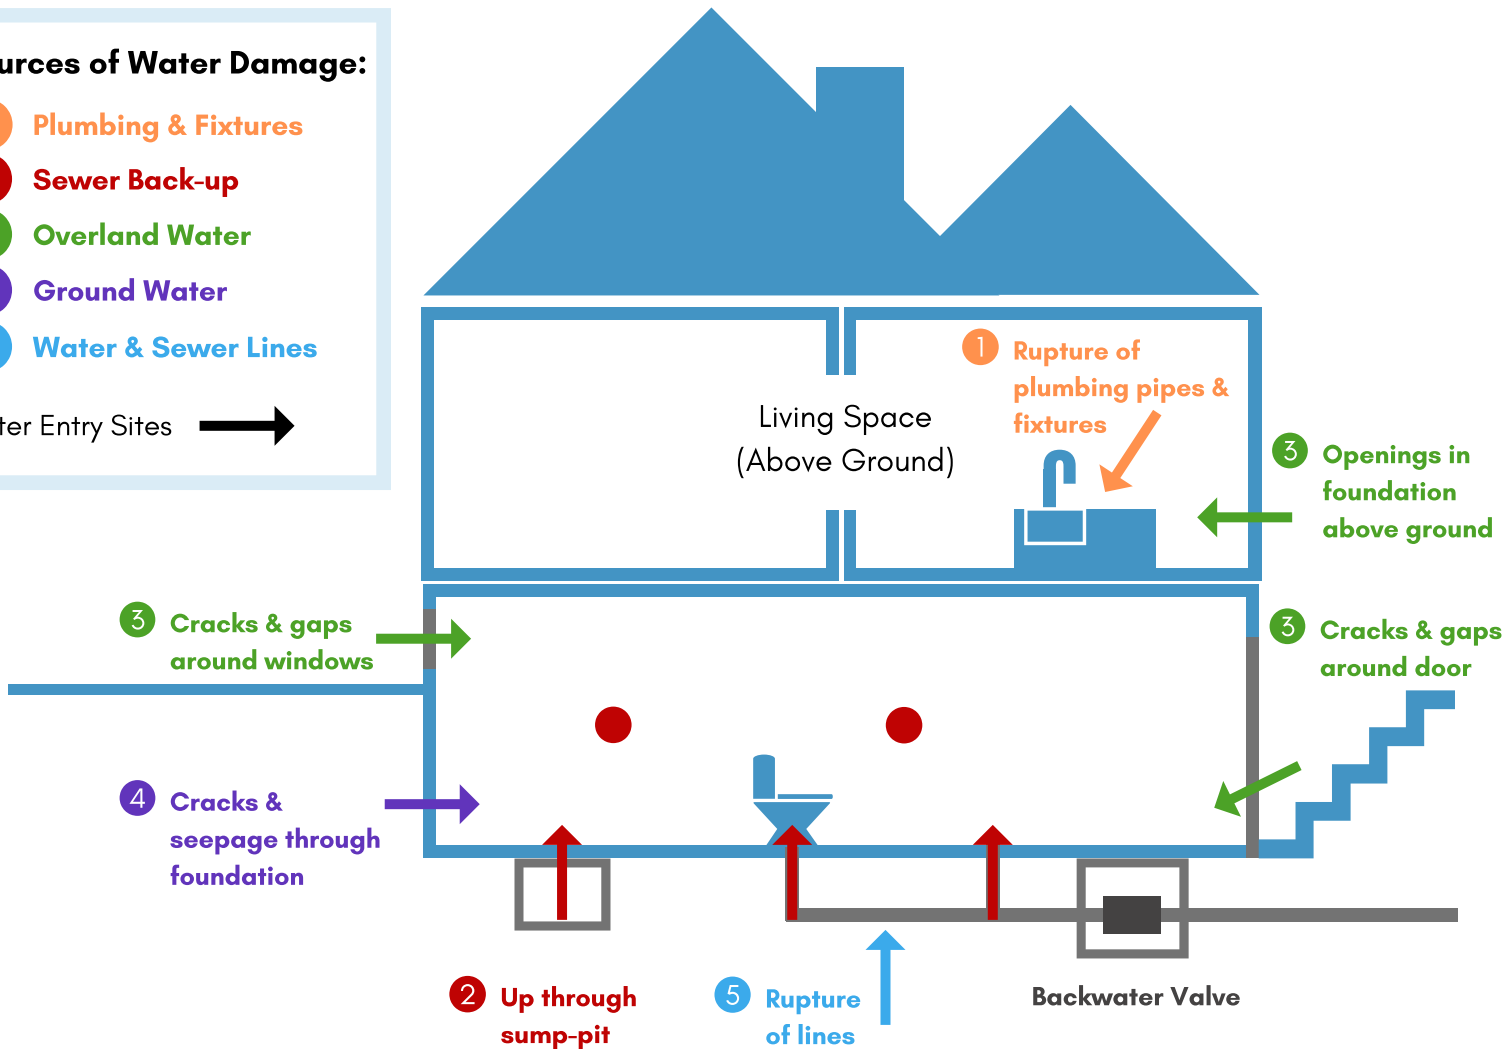 urces of Water Damage:
Plumbing & Fixtures
Sewer Back-up
Overland Water
Ground Water
Water & Sewer Lines
ter Entry Sites
1 Rupture of
plumbing pipes &
fixtures
Living Space
(Above Ground)
3 Openings in
foundation
above ground
3 Cracks & gaps
around windows
3 Cracks & gaps
around door
4 Cracks &
seepage through
foundation
2 Up through
sump-pit
5 Rupture
of lines
Backwater Valve